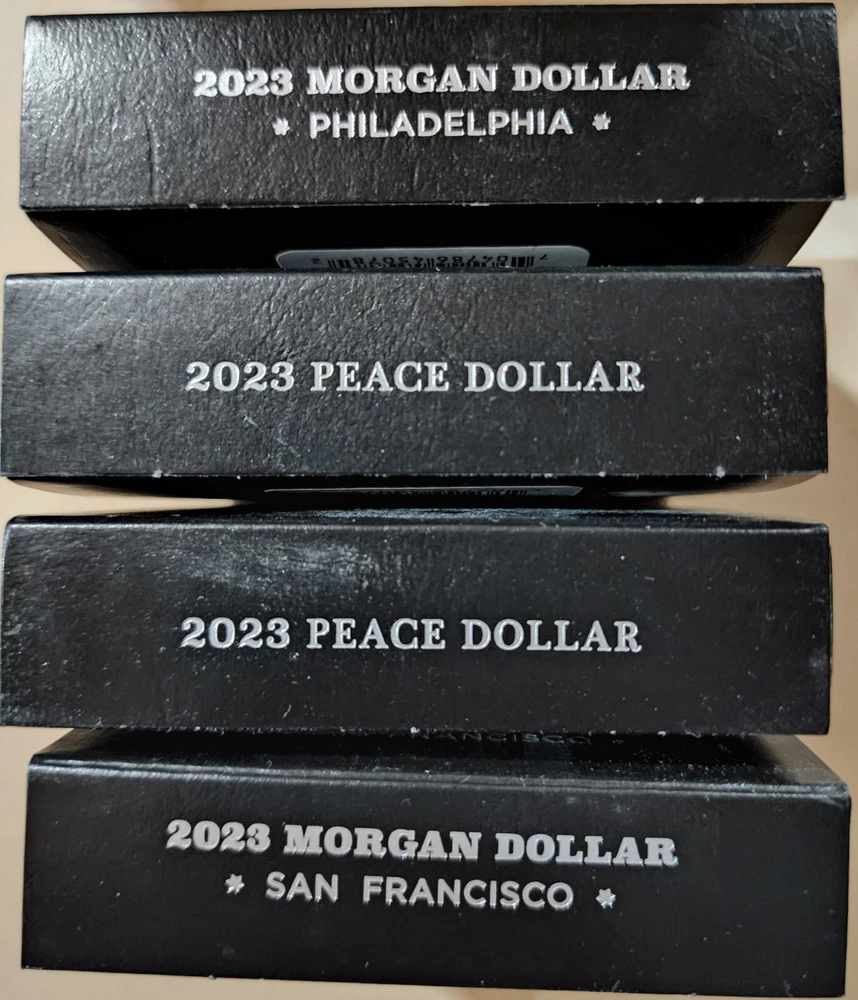 2023 MORGAN DOLLAR
* PHILADELPHIA *
2023 PEACE DOLLAR
2023 PEACE DOLLAR
2023 MORGAN DOLLAR
* SAN FRANCISCO *